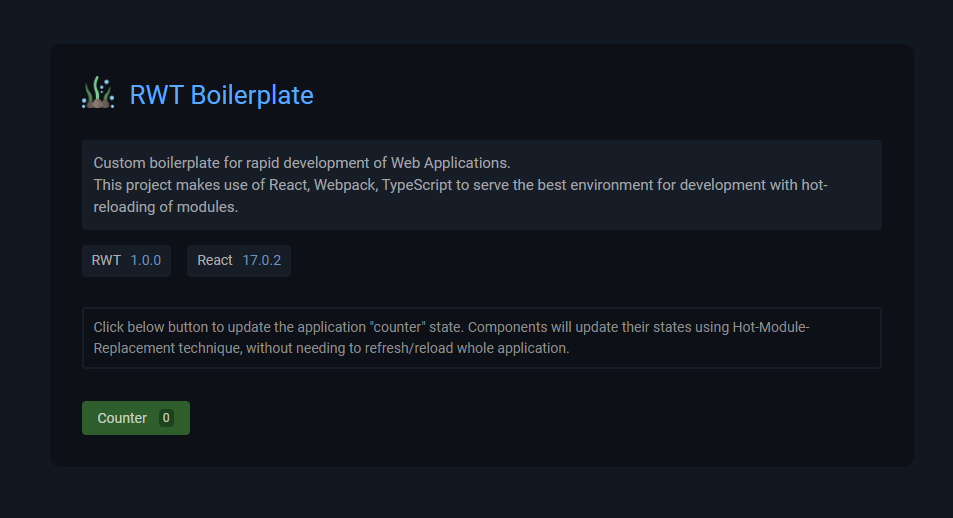 RWT Boilerplate
Custom boilerplate for rapid development of Web Applications.
This project makes use of React, Webpack, TypeScript to serve the best environment for development with hot-
reloading of modules.
RWT 1.0.0 React 17.0.2
Click below button to update the application "counter" state. Components will update their states using Hot-Module-
Replacement technique, without needing to refresh/reload whole application.
Counter 0